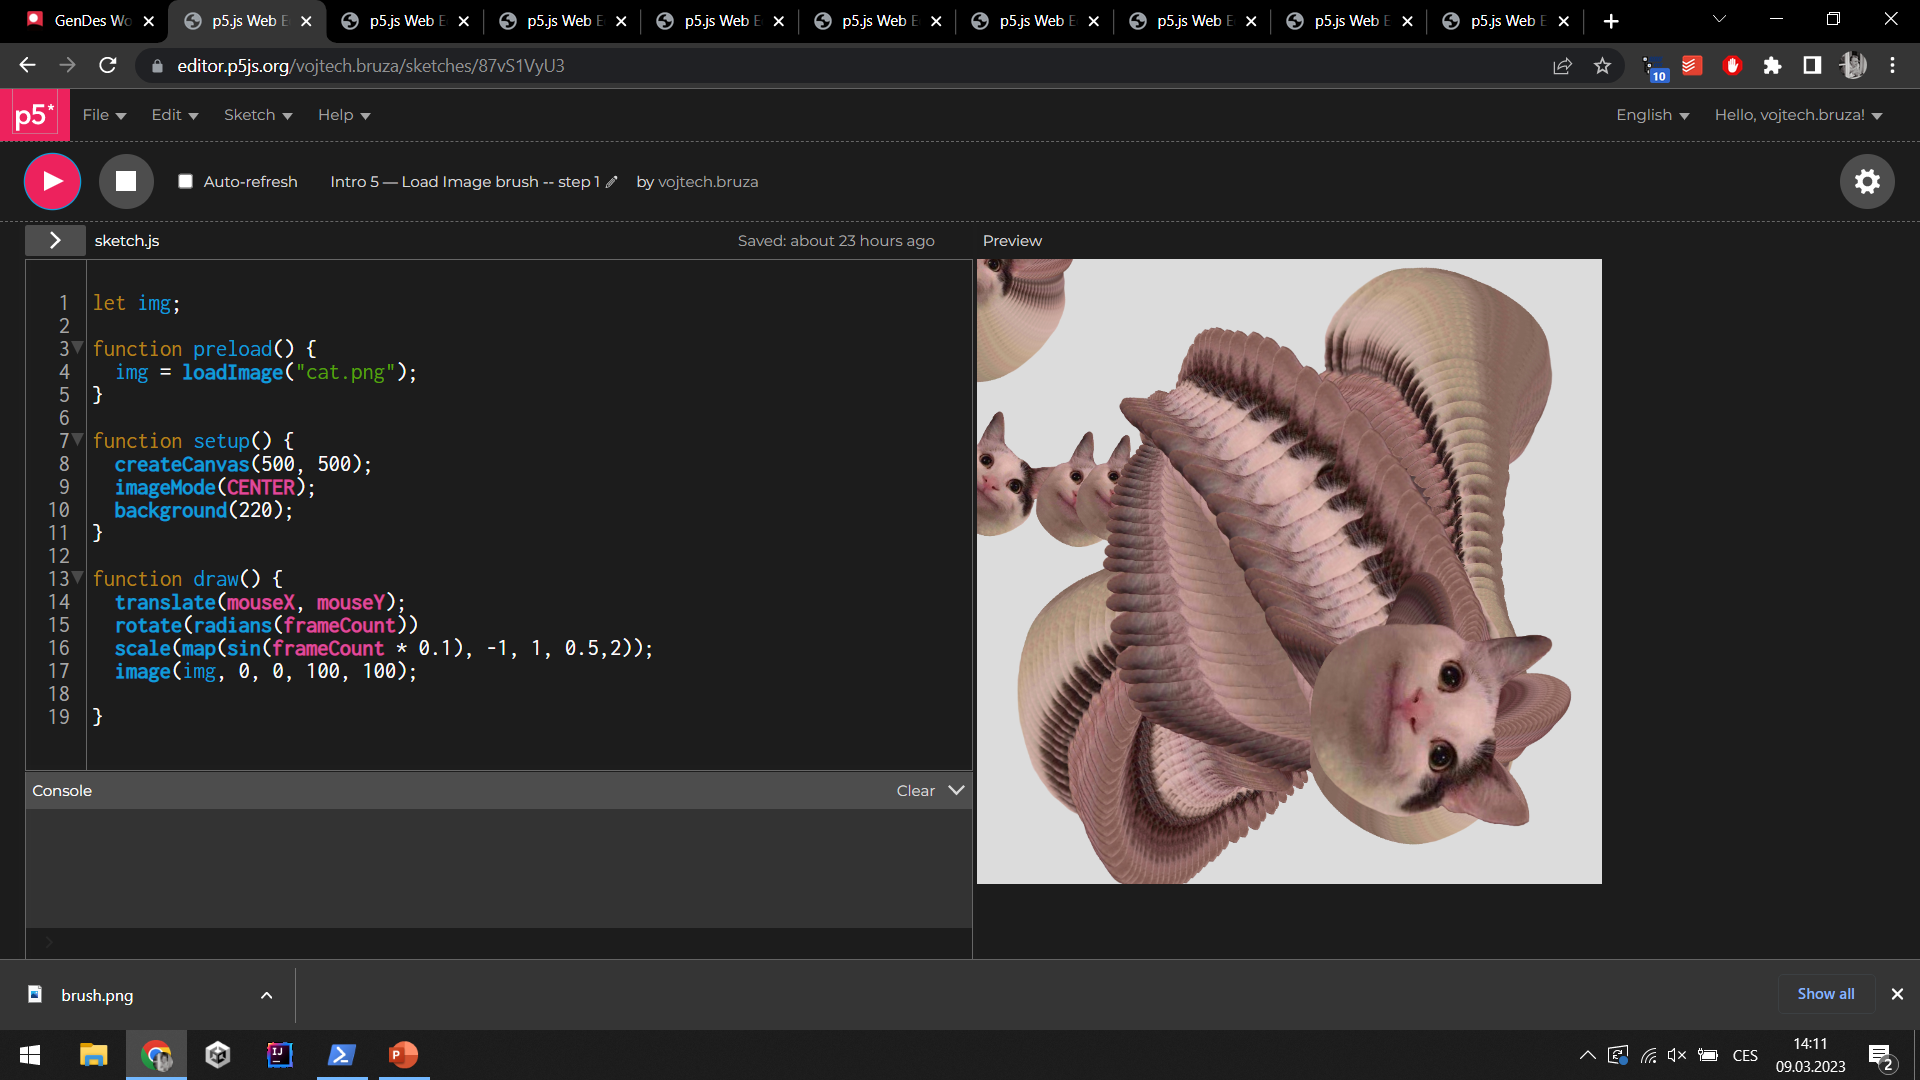 GenDes Wo
p5.js Web E
p5.js Web E
p5.js Web E
p5.js Web E
p5.js Web E
p5.js Web E
p5.js Web E
p5.js Web E
p5.js Web E
editor.p5js.org/vojtech.bruza/sketches/87vS1VyU3
10
p5* File Edit Sketch Help English Hello, vojtech.bruza!
Auto-refresh Intro 5 — Load Image brush -- step 1 by vojtech.bruza
> sketch.js Saved: about 23 hours ago Preview
1 let img;
2
3 function preload() {
4 img = loadImage("cat.png");
5 }
6
7 function setup() {
8 createCanvas(500, 500);
9 imageMode(CENTER);
10 background(220);
11 }
12
13 function draw() {
14 translate(mouseX, mouseY);
15 rotate(radians(frameCount))
16 scale(map(sin(frameCount * 0.1), -1, 1, 0.5,2));
17 image(img, 0, 0, 100, 100);
18
19 }
Console Clear
>
brush.png Show all
IJ P CES 14:11
09.03.2023 2